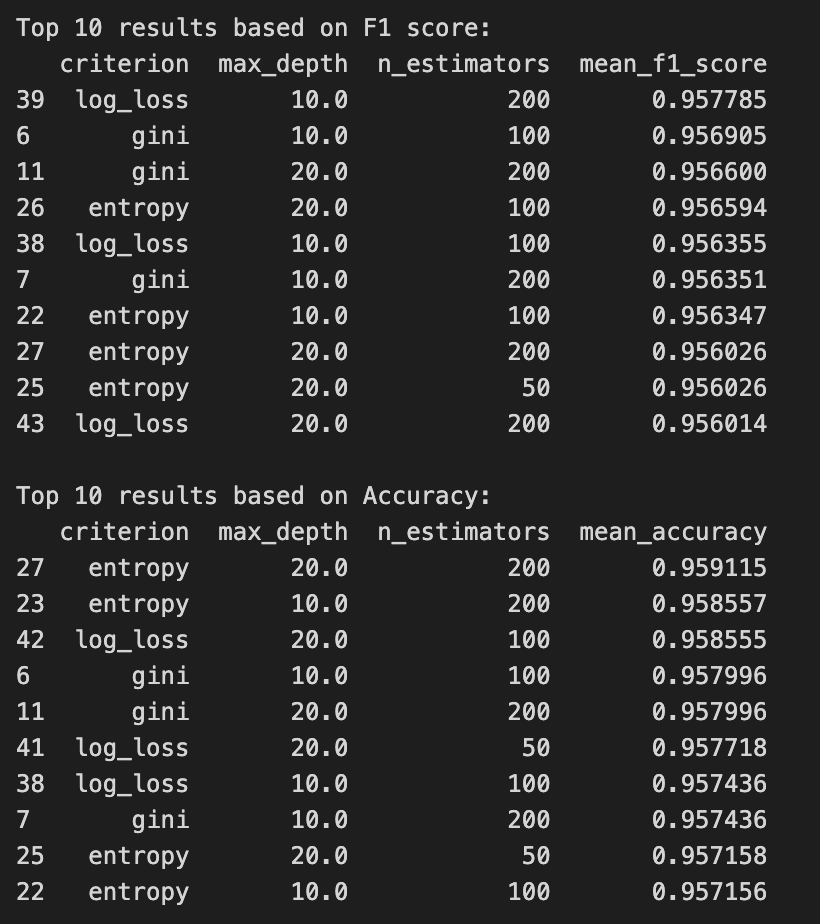 Top 10 results based on F1 score:
criterion max_depth n_estimators mean_f1_score
39 log_loss 10.0 200 0.957785
6 gini 10.0 100 0.956905
11 gini 20.0 200 0.956600
26 entropy 20.0 100 0.956594
38 log_loss 10.0 100 0.956355
7 gini 10.0 200 0.956351
22 entropy 10.0 100 0.956347
27 entropy 20.0 200 0.956026
25 entropy 20.0 50 0.956026
43 log_loss 20.0 200 0.956014
Top 10 results based on Accuracy:
criterion max_depth n_estimators mean_accuracy
27 entropy 20.0 200 0.959115
23 entropy 10.0 200 0.958557
42 log_loss 20.0 100 0.958555
6 gini 10.0 100 0.957996
11 gini 20.0 200 0.957996
41 log_loss 20.0 50 0.957718
38 log_loss 10.0 100 0.957436
7 gini 10.0 200 0.957436
25 entropy 20.0 50 0.957158
22 entropy 10.0 100 0.957156